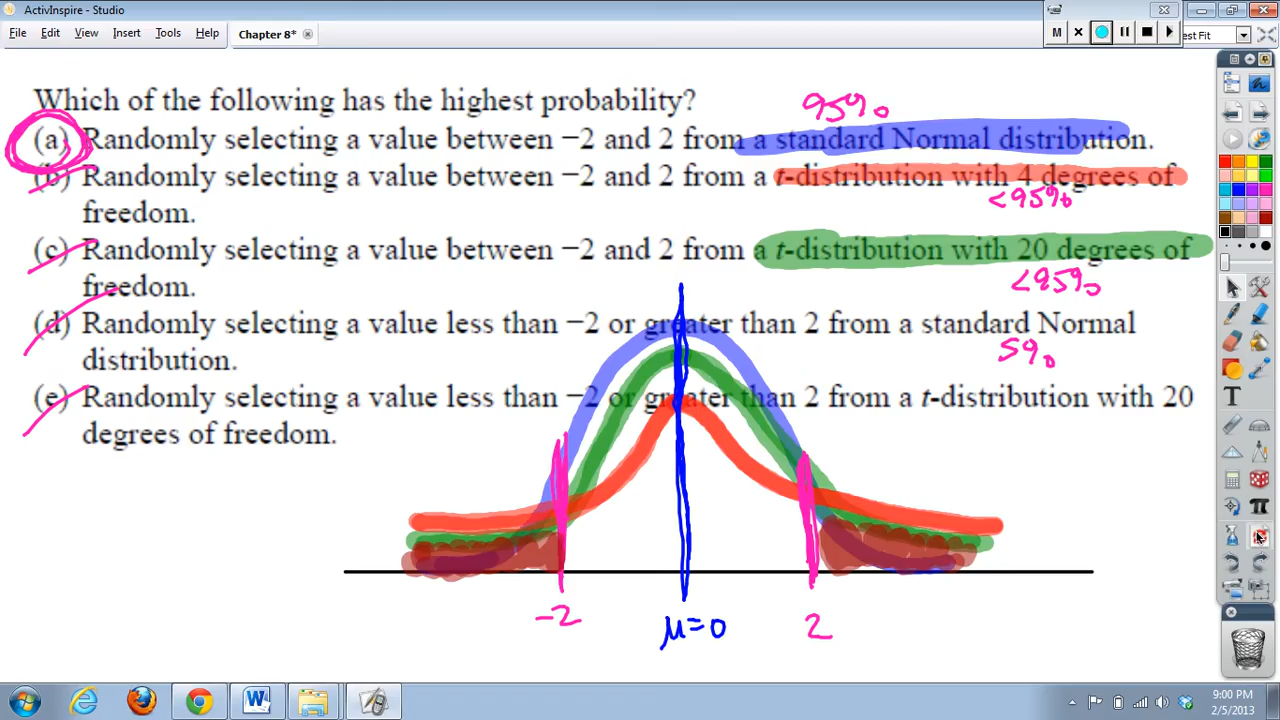 ActivInspire - Studio
File Edit View Insert Tools Help Chapter 8*
M
est Fit
Which of the following has the highest probability?
95%
(a) Randomly selecting a value between −2 and 2 from a standard Normal distribution.
(b) Randomly selecting a value between −2 and 2 from a t-distribution with 4 degrees of
freedom.
<95%
(c) Randomly selecting a value between −2 and 2 from a t-distribution with 20 degrees of
freedom.
<95%
(d) Randomly selecting a value less than −2 or greater than 2 from a standard Normal
distribution.
5%
(e) Randomly selecting a value less than −2 or greater than 2 from a t-distribution with 20
degrees of freedom.
-2
μ=0
2
9:00 PM
2/5/2013